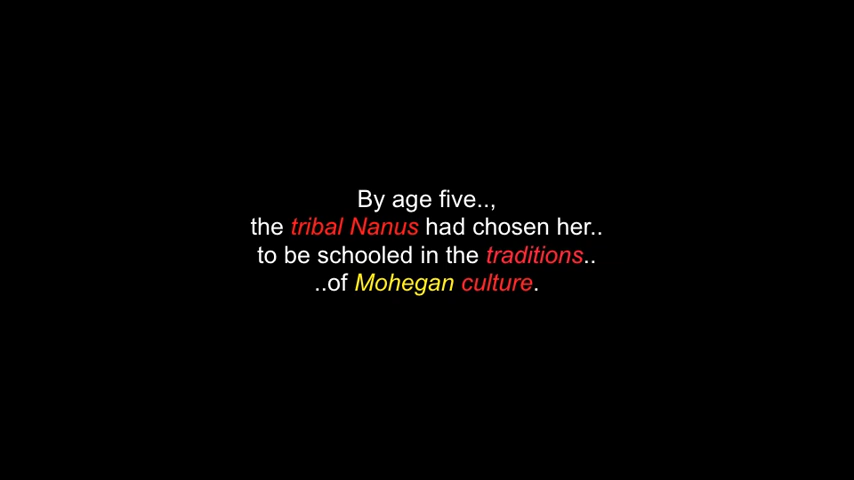 By age five..,
the tribal Nanus had chosen her..
to be schooled in the traditions..
..of Mohegan culture.